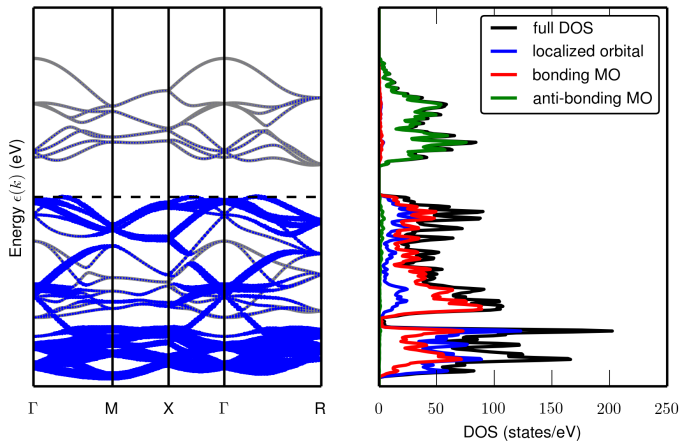 Energy ϵ(k) (eV)
Γ M X Γ R
full DOS
localized orbital
bonding MO
anti-bonding MO
0 50 100 150 200 250
DOS (states/eV)